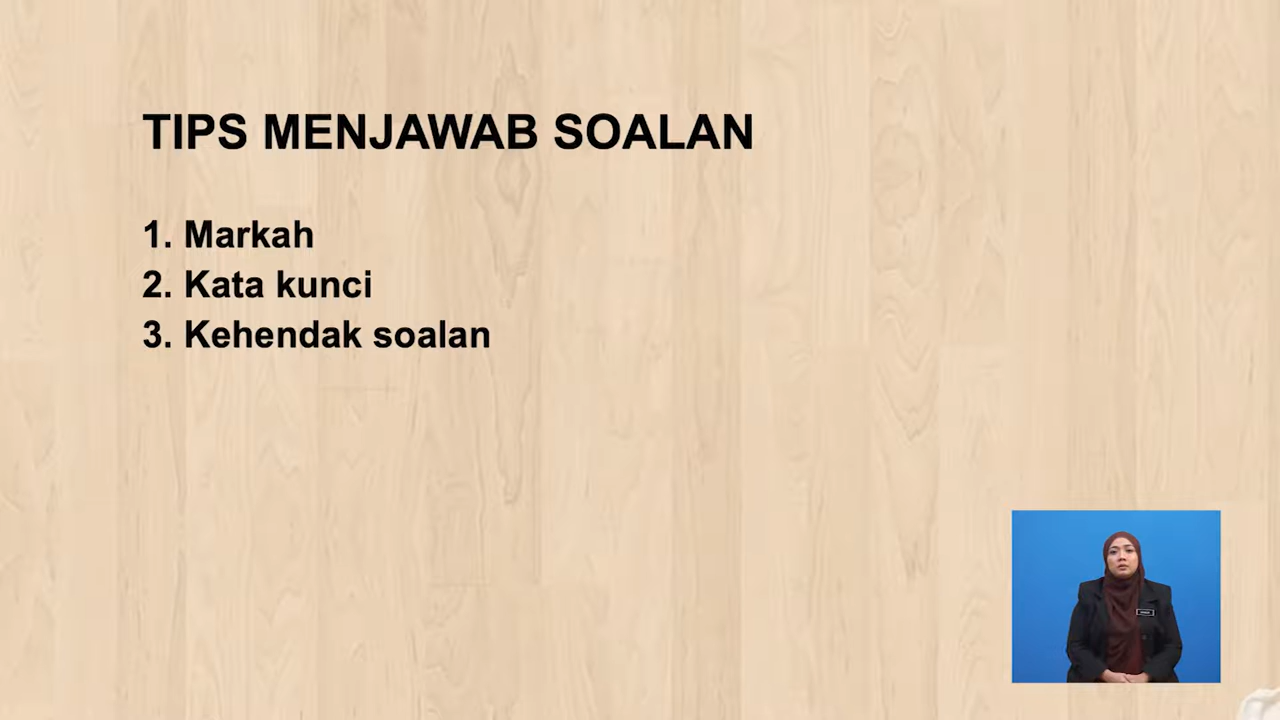 TIPS MENJAWAB SOALAN
1. Markah
2. Kata kunci
3. Kehendak soalan